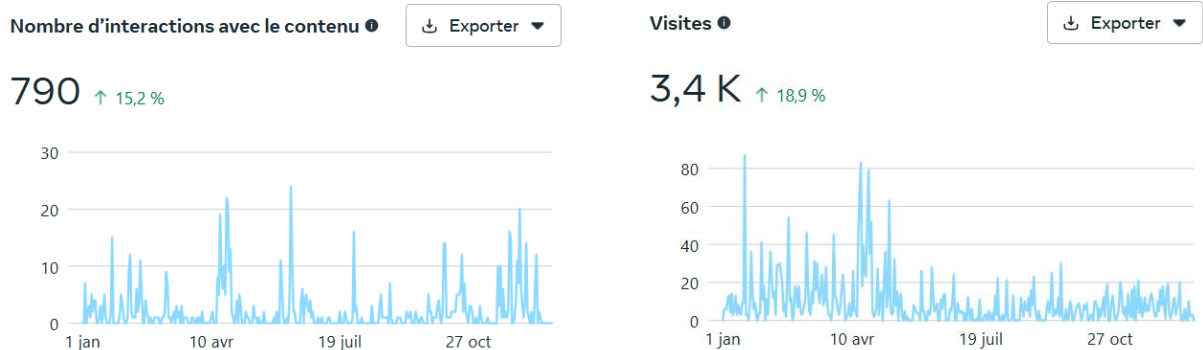 Nombre d’interactions avec le contenu
Exporter
790 ↑ 15,2 %
30
20
10
0
1 jan 10 avr 19 juil 27 oct
Visites
Exporter
3,4 K ↑ 18,9 %
80
60
40
20
0
1 jan 10 avr 19 juil 27 oct